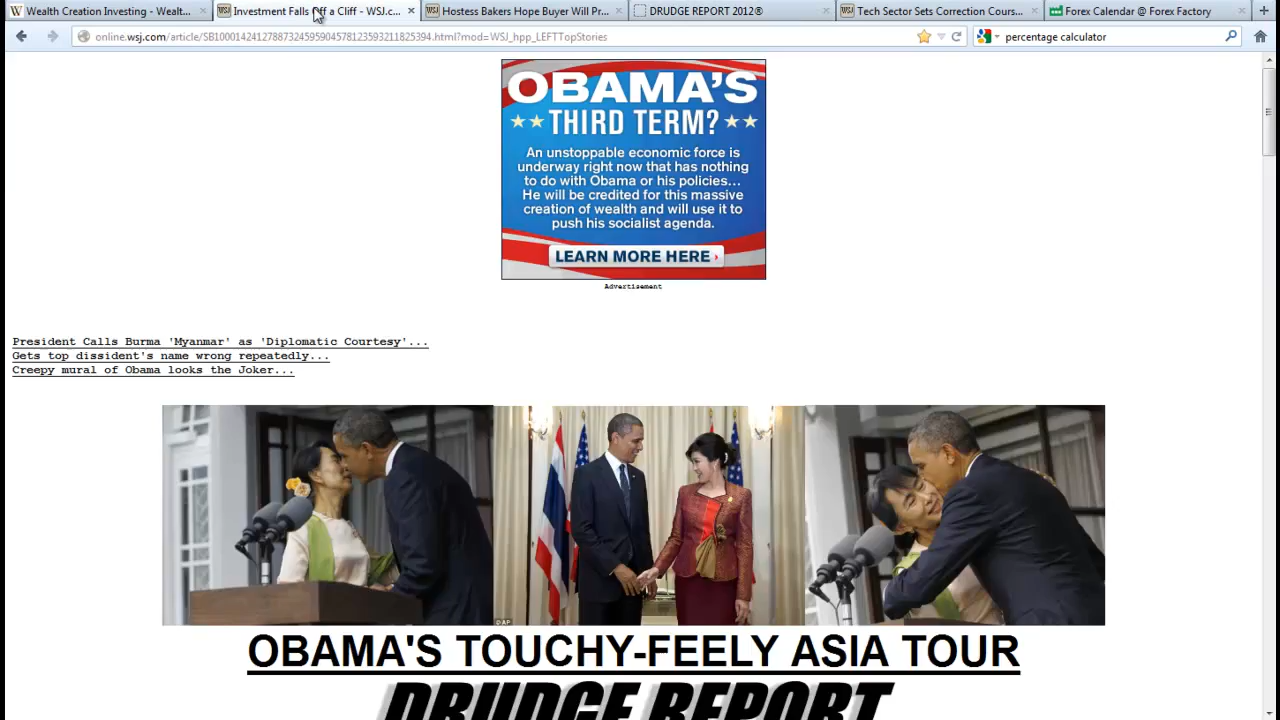 Wealth Creation Investing - Wealt...
Investment Falls Off a Cliff - WSJ.c...
Hostess Bakers Hope Buyer Will Pr...
DRUDGE REPORT 2012®
Tech Sector Sets Correction Cours...
Forex Calendar @ Forex Factory
online.wsj.com/article/SB10001424127887324595904578123593211825394.html?mod=WSJ_hpp_LEFTTopStories
percentage calculator
OBAMA'S
THIRD TERM?
An unstoppable economic force is
underway right now that has nothing
to do with Obama or his policies...
He will be credited for this massive
creation of wealth and will use it to
push his socialist agenda.
LEARN MORE HERE ›
Advertisement
President Calls Burma 'Myanmar' as 'Diplomatic Courtesy'...
Gets top dissident's name wrong repeatedly...
Creepy mural of Obama looks the Joker...
AP
OBAMA'S TOUCHY-FEELY ASIA TOUR
DRUDGE REPORT